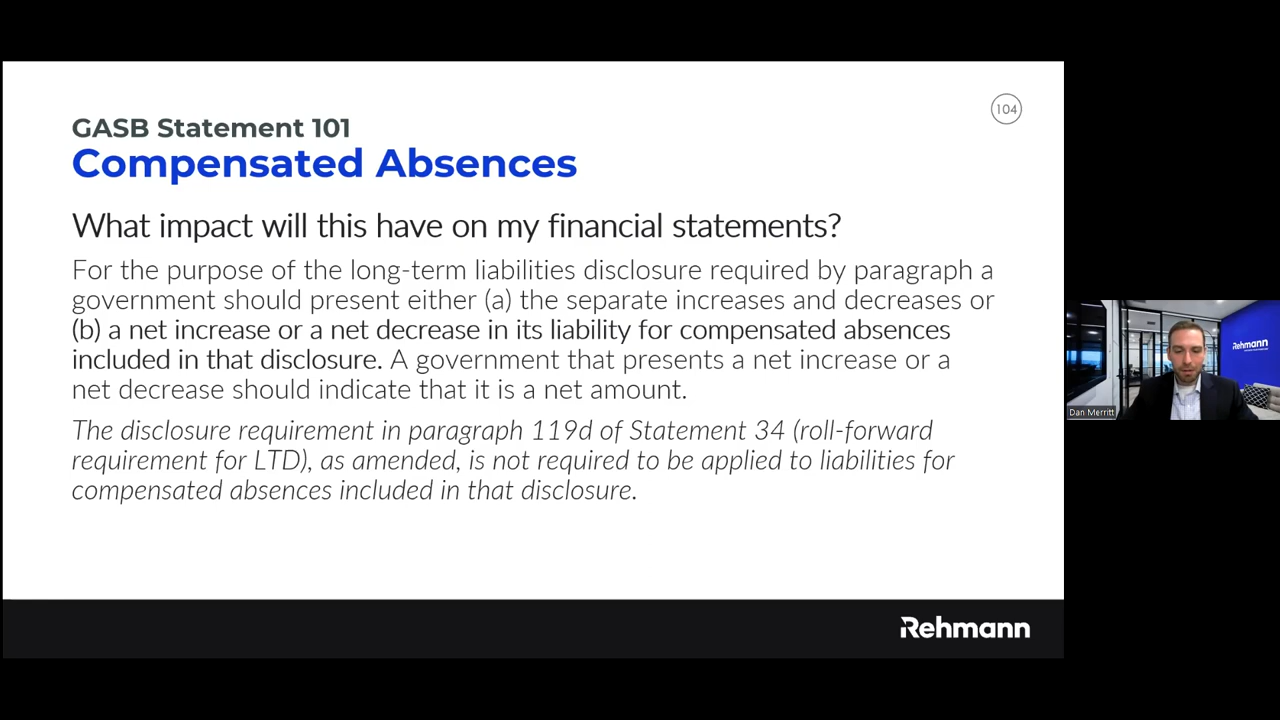 104
GASB Statement 101
Compensated Absences
What impact will this have on my financial statements?
For the purpose of the long-term liabilities disclosure required by paragraph a
government should present either (a) the separate increases and decreases or
(b) a net increase or a net decrease in its liability for compensated absences
included in that disclosure. A government that presents a net increase or a
net decrease should indicate that it is a net amount.
The disclosure requirement in paragraph 119d of Statement 34 (roll-forward
requirement for LTD), as amended, is not required to be applied to liabilities for
compensated absences included in that disclosure.
Rehmann
Rehmann
Dan Merritt